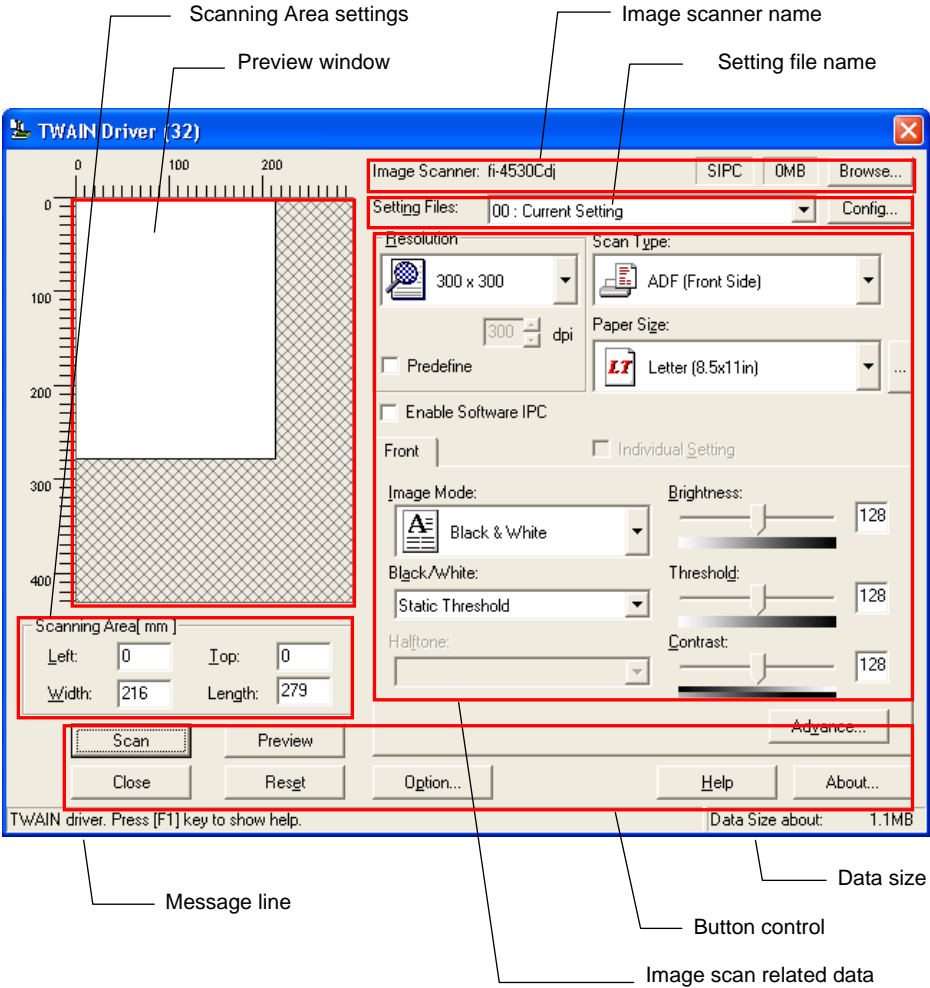 Scanning Area settings
Image scanner name
Preview window
Setting file name
TWAIN Driver (32)
0 100 200
Image Scanner: fi-4530Cdj SIPC 0MB Browse...
Setting Files: 00 : Current Setting Config...
0
100
200
300
400
Resolution
300 x 300
300 dpi
Predefine
Scan Type:
ADF (Front Side)
Paper Size:
LT Letter (8.5x11in) ...
Enable Software IPC
Front
Individual Setting
Image Mode:
A Black & White
Black/White:
Static Threshold
Halftone:
Brightness:
128
Threshold:
128
Contrast:
128
Scanning Area[ mm ]
Left: 0 Top: 0
Width: 216 Length: 279
Advance...
Scan Preview
Close Reset Option... Help About...
TWAIN driver. Press [F1] key to show help. Data Size about: 1.1MB
Data size
Message line
Button control
Image scan related data